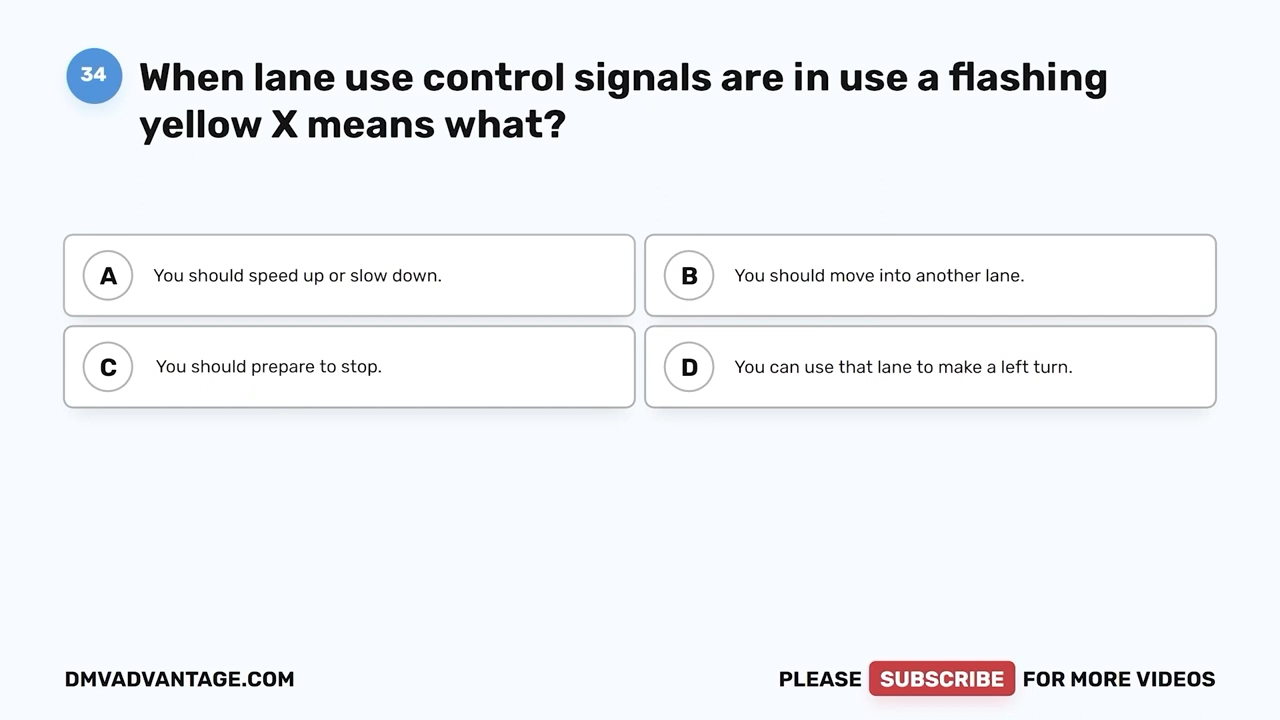 34
When lane use control signals are in use a flashing
yellow X means what?
A
You should speed up or slow down.
B
You should move into another lane.
C
You should prepare to stop.
D
You can use that lane to make a left turn.
DMVADVANTAGE.COM
PLEASE SUBSCRIBE FOR MORE VIDEOS